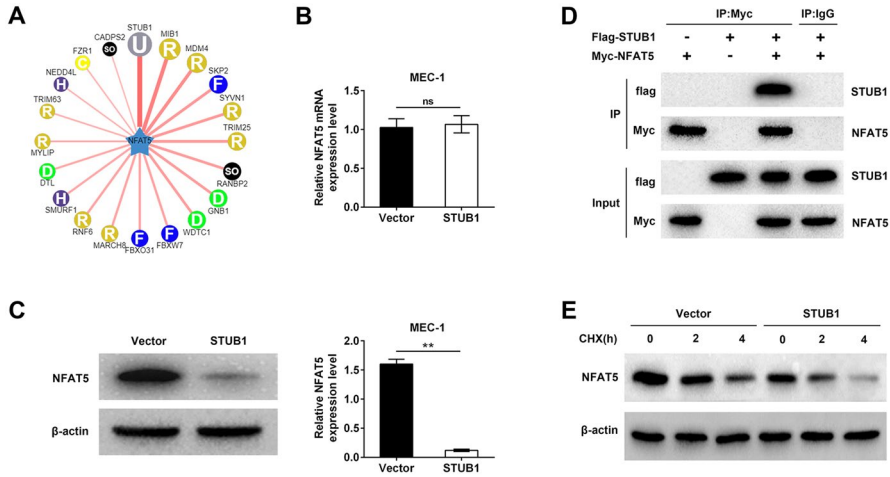 A
STUB1
U
CADPS2
SO
MIB1
R
FZR1
C
MDM4
R
NEDD4L
H
SKP2
F
TRIM63
R
SYVN1
R
NFAT5
MYLIP
R
TRIM25
R
DTL
D
RANBP2
SO
SMURF1
H
GNB1
D
RNF6
R
WDTC1
D
MARCH8
R
FBXO31
F
FBXW7
F
B
MEC-1
Relative NFAT5 mRNA
expression level
1.5
1.0
0.5
0.0
ns
Vector STUB1
C
Vector STUB1
NFAT5
β-actin
MEC-1
Relative NFAT5
expression level
2.0
1.5
1.0
0.5
0.0
**
Vector STUB1
D
IP:Myc IP:IgG
Flag-STUB1 - + + +
Myc-NFAT5 + - + +
IP
flag STUB1
Myc NFAT5
Input
flag STUB1
Myc NFAT5
E
Vector STUB1
CHX(h) 0 2 4 0 2 4
NFAT5
β-actin